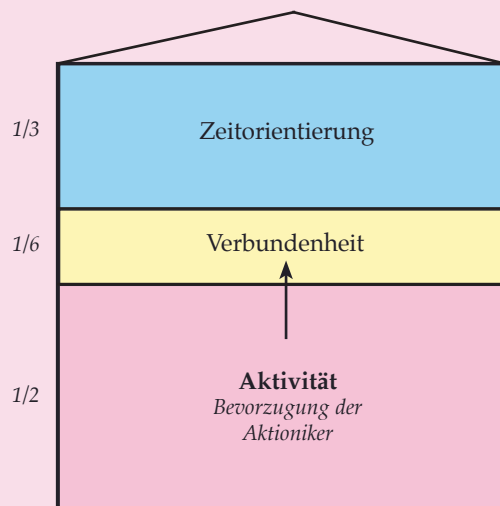 1/3
Zeitorientierung
1/6
Verbundenheit
1/2
Aktivität
Bevorzugung der
Aktioniker